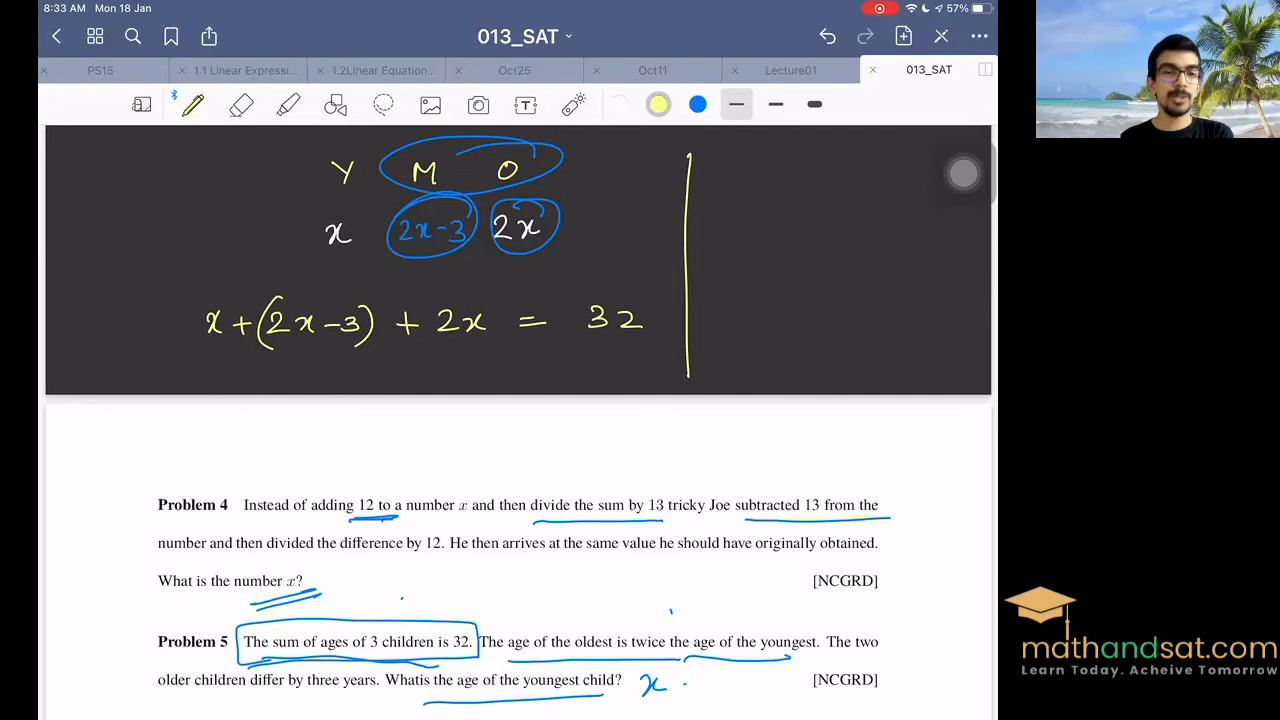 8:33 AM Mon 18 Jan
57%
013_SAT
PS15
1.1 Linear Expressi...
1.2Linear Equation...
Oct25
Oct11
Lecture01
013_SAT
Y M O
x 2x-3 2x
x + (2x-3) + 2x = 32
Problem 4 Instead of adding 12 to a number x and then divide the sum by 13 tricky Joe subtracted 13 from the
number and then divided the difference by 12. He then arrives at the same value he should have originally obtained.
What is the number x? [NCGRD]
Problem 5 The sum of ages of 3 children is 32. The age of the oldest is twice the age of the youngest. The two
older children differ by three years. Whatis the age of the youngest child? x [NCGRD]
mathandsat.com
Learn Today. Acheive Tomorrow